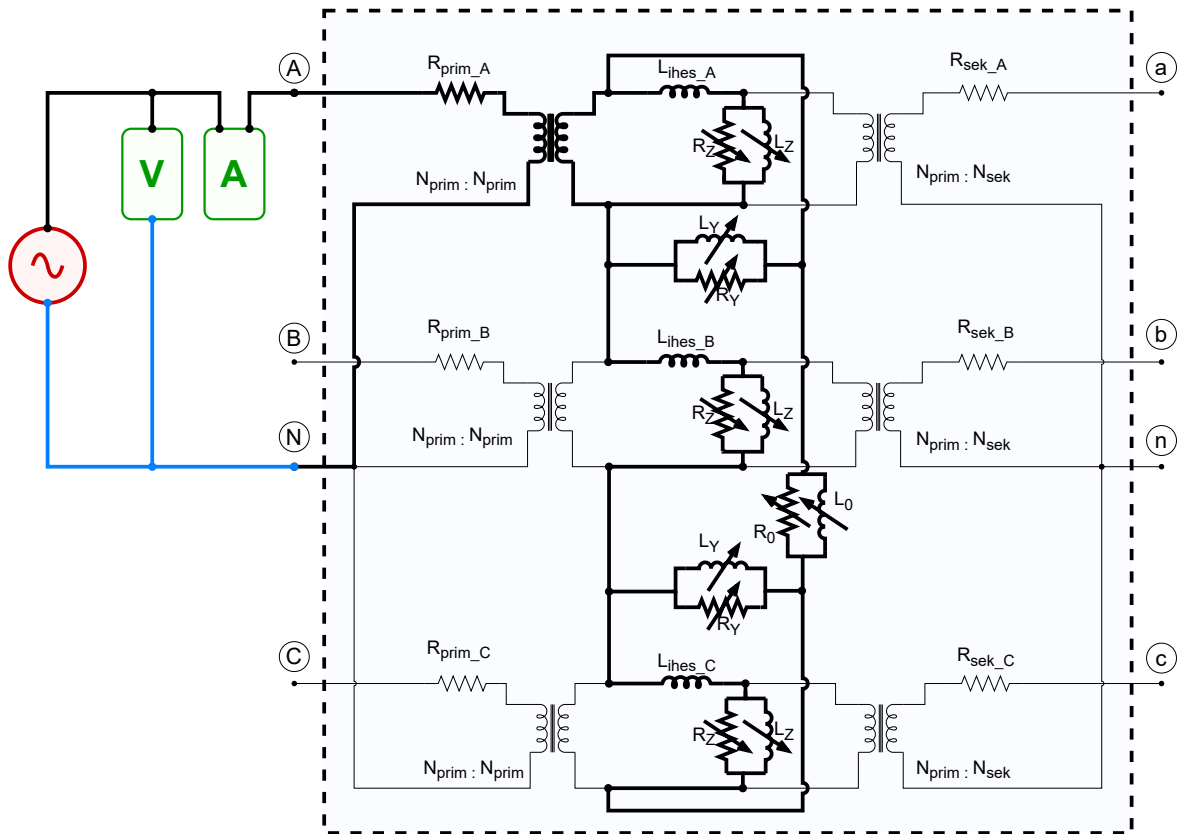 A
R_prim_A
L_ihes_A
R_sek_A
a
V
A
R_Z
L_Z
N_prim : N_prim
N_prim : N_sek
L_Y
R_Y
B
R_prim_B
L_ihes_B
R_sek_B
b
R_Z
L_Z
N_prim : N_prim
N_prim : N_sek
N
n
L_0
R_0
L_Y
R_Y
C
R_prim_C
L_ihes_C
R_sek_C
c
R_Z
L_Z
N_prim : N_prim
N_prim : N_sek